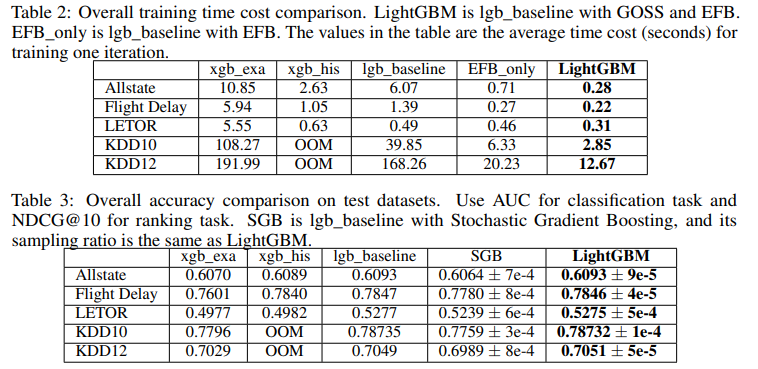 Table 2: Overall training time cost comparison. LightGBM is lgb_baseline with GOSS and EFB.
EFB_only is lgb_baseline with EFB. The values in the table are the average time cost (seconds) for
training one iteration.
xgb_exa xgb_his lgb_baseline EFB_only LightGBM
Allstate 10.85 2.63 6.07 0.71 0.28
Flight Delay 5.94 1.05 1.39 0.27 0.22
LETOR 5.55 0.63 0.49 0.46 0.31
KDD10 108.27 OOM 39.85 6.33 2.85
KDD12 191.99 OOM 168.26 20.23 12.67
Table 3: Overall accuracy comparison on test datasets. Use AUC for classification task and
NDCG@10 for ranking task. SGB is lgb_baseline with Stochastic Gradient Boosting, and its
sampling ratio is the same as LightGBM.
xgb_exa xgb_his lgb_baseline SGB LightGBM
Allstate 0.6070 0.6089 0.6093 0.6064 ± 7e-4 0.6093 ± 9e-5
Flight Delay 0.7601 0.7840 0.7847 0.7780 ± 8e-4 0.7846 ± 4e-5
LETOR 0.4977 0.4982 0.5277 0.5239 ± 6e-4 0.5275 ± 5e-4
KDD10 0.7796 OOM 0.78735 0.7759 ± 3e-4 0.78732 ± 1e-4
KDD12 0.7029 OOM 0.7049 0.6989 ± 8e-4 0.7051 ± 5e-5